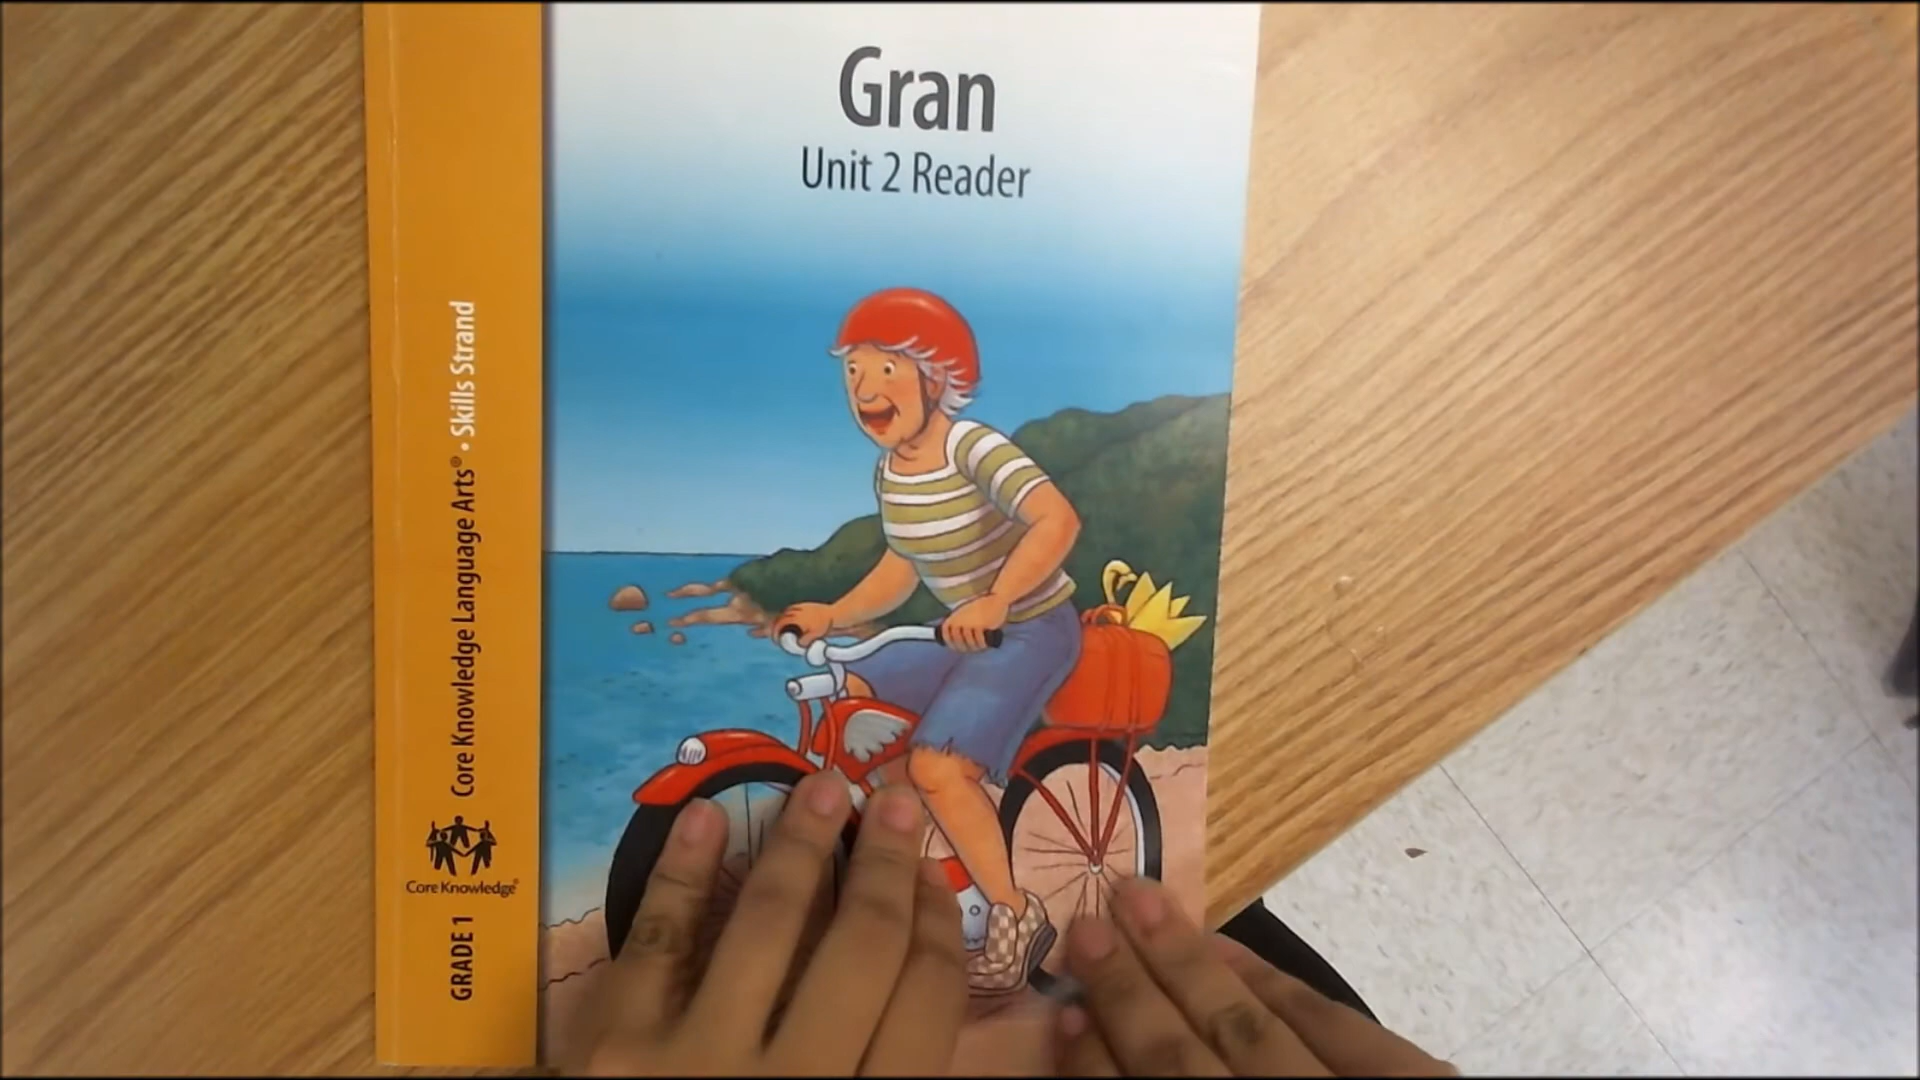 Gran
Unit 2 Reader
Core Knowledge Language Arts® • Skills Strand
Core Knowledge®
GRADE 1